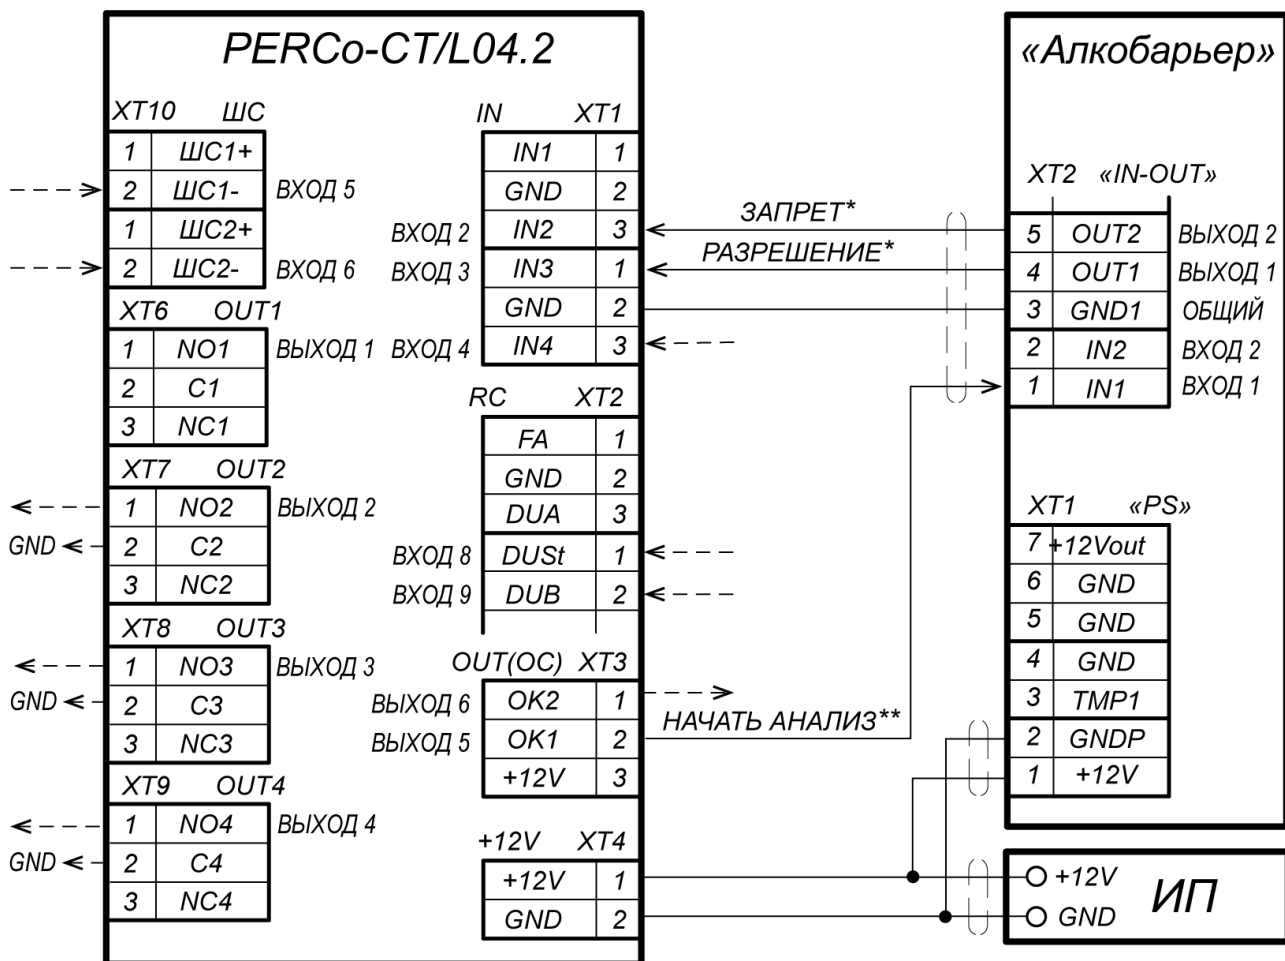 PERCo-CT/L04.2
XT10 ШС
1 ШС1+
2 ШС1- ВХОД 5
1 ШС2+
2 ШС2- ВХОД 6
XT6 OUT1
1 NO1 ВЫХОД 1
2 C1
3 NC1
XT7 OUT2
1 NO2 ВЫХОД 2
GND 2 C2
3 NC2
XT8 OUT3
1 NO3 ВЫХОД 3
GND 2 C3
3 NC3
XT9 OUT4
1 NO4 ВЫХОД 4
GND 2 C4
3 NC4
IN XT1
IN1 1
GND 2
ВХОД 2 IN2 3
ВХОД 3 IN3 1
GND 2
ВХОД 4 IN4 3
RC XT2
FA 1
GND 2
DUA 3
ВХОД 8 DUSt 1
ВХОД 9 DUB 2
OUT(OC) XT3
ВЫХОД 6 OK2 1
ВЫХОД 5 OK1 2
+12V 3
+12V XT4
+12V 1
GND 2
ЗАПРЕТ*
РАЗРЕШЕНИЕ*
НАЧАТЬ АНАЛИЗ**
«Алкобарьер»
XT2 «IN-OUT»
5 OUT2 ВЫХОД 2
4 OUT1 ВЫХОД 1
3 GND1 ОБЩИЙ
2 IN2 ВХОД 2
1 IN1 ВХОД 1
XT1 «PS»
7 +12Vout
6 GND
5 GND
4 GND
3 TMP1
2 GNDP
1 +12V
+12V
GND
ИП